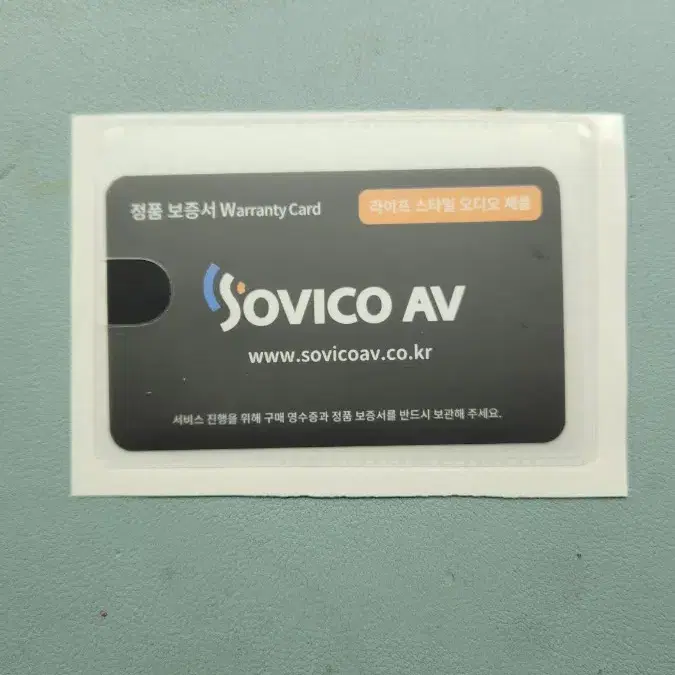 정품 보증서 Warranty Card
라이프 스타일 오디오 제품
SOVICO AV
www.sovicoav.co.kr
서비스 진행을 위해 구매 영수증과 정품 보증서를 반드시 보관해 주세요.